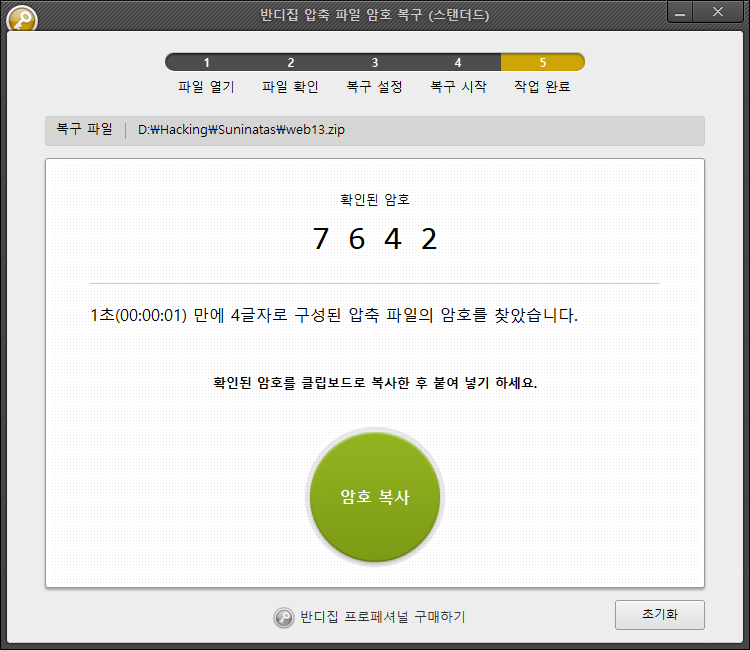 반디집 압축 파일 암호 복구 (스탠더드)
1 2 3 4 5
파일 열기 파일 확인 복구 설정 복구 시작 작업 완료
복구 파일 D:₩Hacking₩Suninatas₩web13.zip
확인된 암호
7 6 4 2
1초(00:00:01) 만에 4글자로 구성된 압축 파일의 암호를 찾았습니다.
확인된 암호를 클립보드로 복사한 후 붙여 넣기 하세요.
암호 복사
반디집 프로페셔널 구매하기
초기화